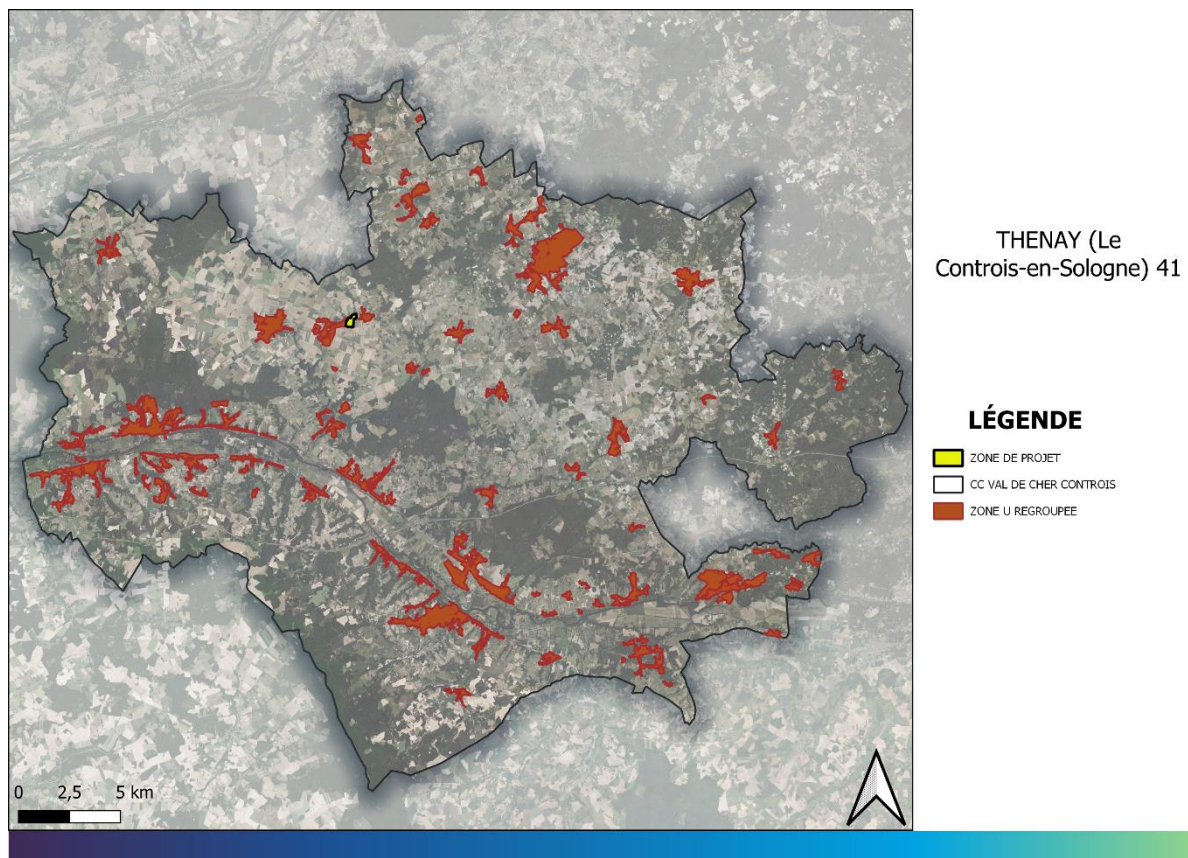 THENAY (Le
Controis-en-Sologne) 41
LÉGENDE
ZONE DE PROJET
CC VAL DE CHER CONTROIS
ZONE U REGROUPEE
0 2,5 5 km